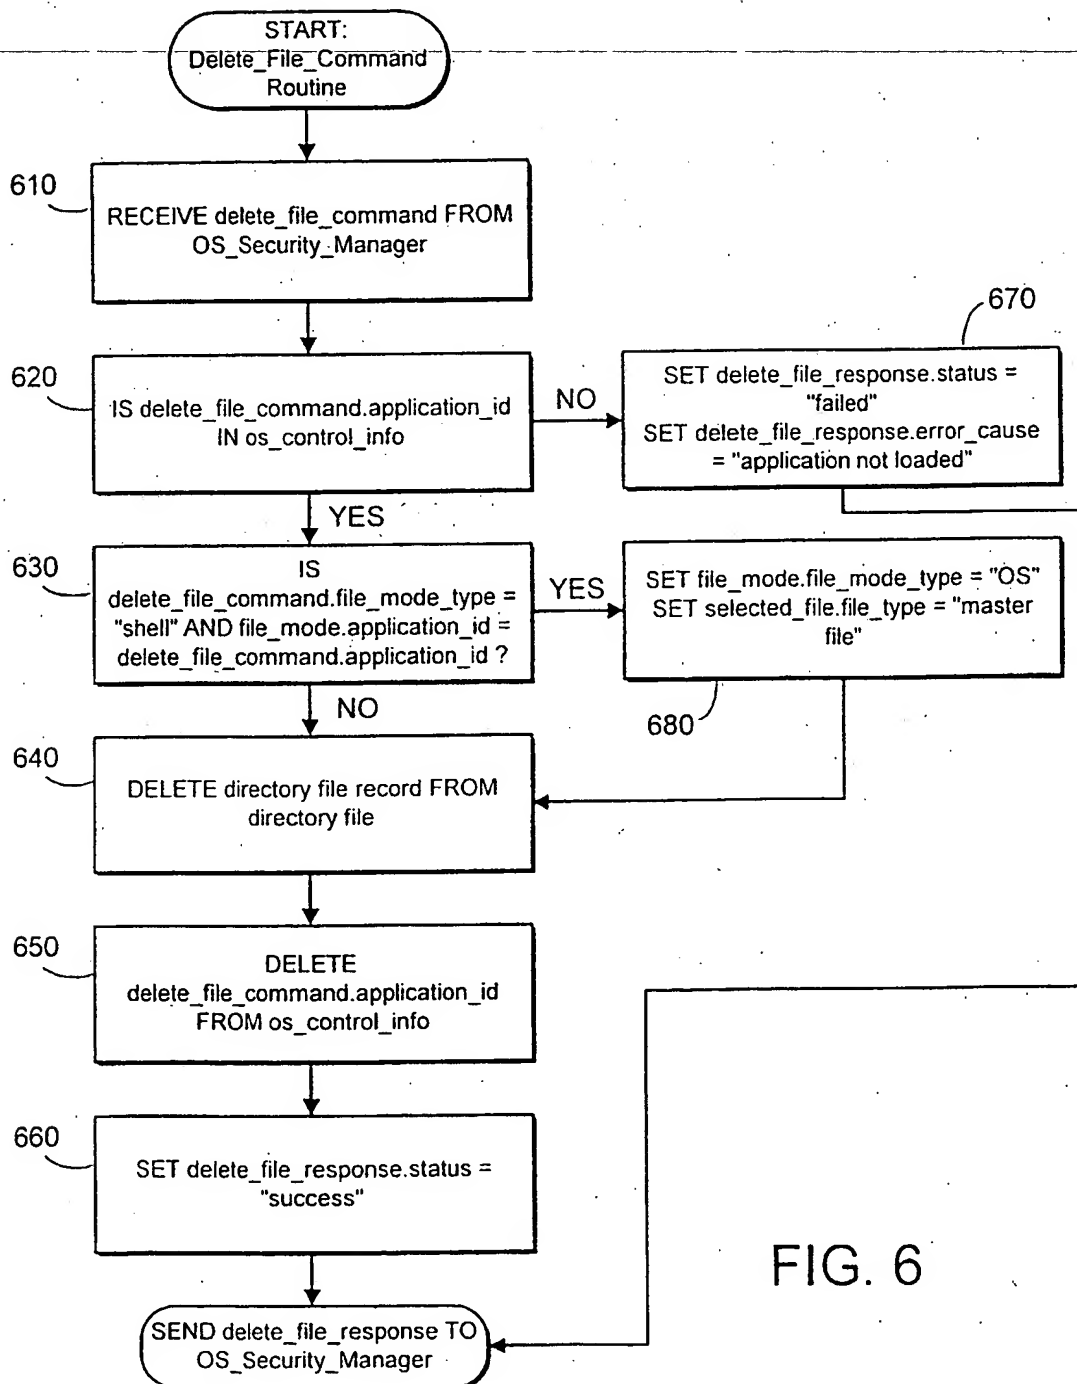 START:
Delete_File_Command
Routine
610
RECEIVE delete_file_command FROM
OS_Security_Manager
620
IS delete_file_command.application_id
IN os_control_info
NO
670
SET delete_file_response.status =
"failed"
SET delete_file_response.error_cause
= "application not loaded"
YES
630
IS
delete_file_command.file_mode_type =
"shell" AND file_mode.application_id =
delete_file_command.application_id ?
YES
SET file_mode.file_mode_type = "OS"
SET selected_file.file_type = "master
file"
680
NO
640
DELETE directory file record FROM
directory file
650
DELETE
delete_file_command.application_id
FROM os_control_info
660
SET delete_file_response.status =
"success"
SEND delete_file_response TO
OS_Security_Manager
FIG. 6